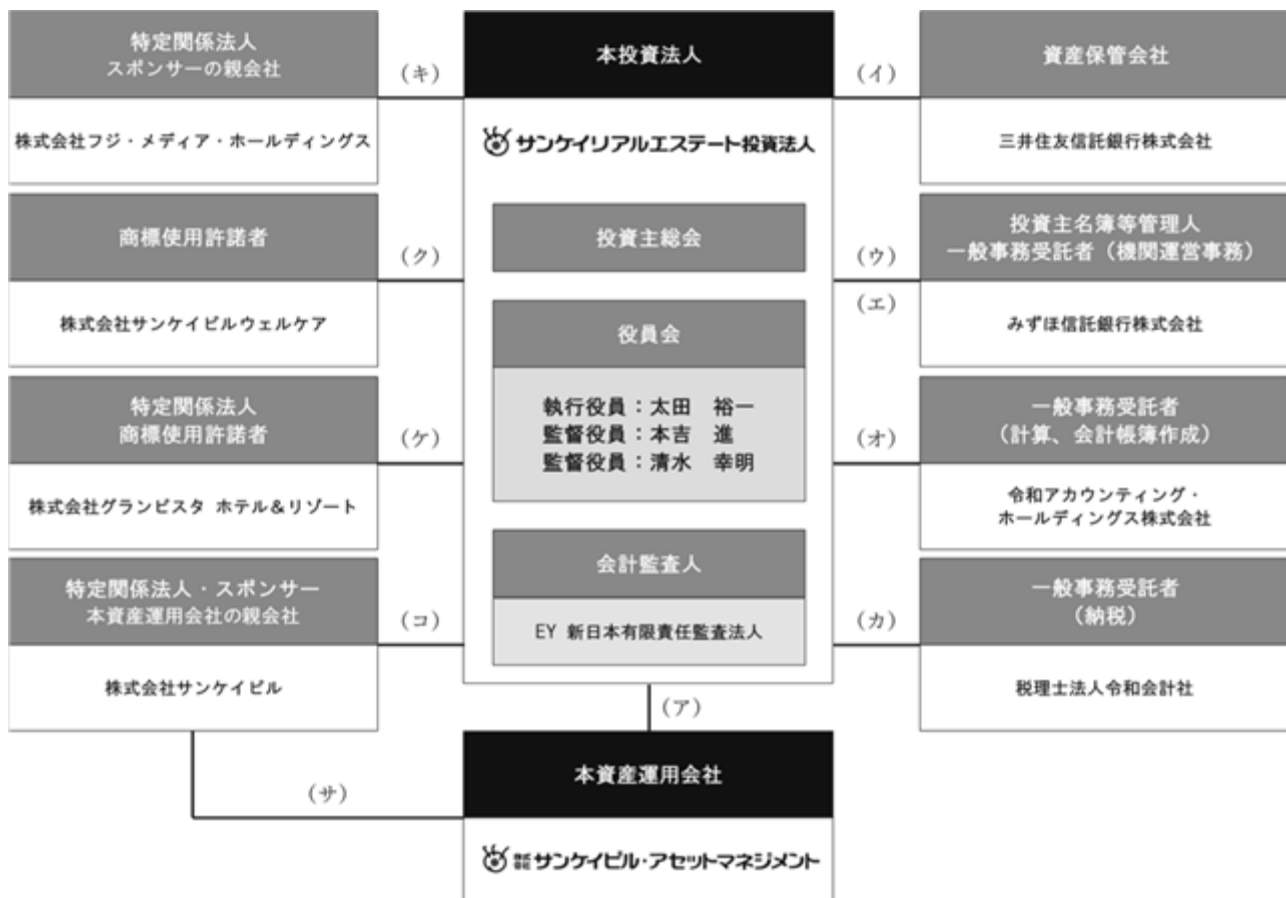 特定関係法人
スポンサーの親会社
株式会社フジ・メディア・ホールディングス
(キ)
商標使用許諾者
株式会社サンケイビルウェルケア
(ク)
特定関係法人
商標使用許諾者
株式会社グランビスタ ホテル&リゾート
(ケ)
特定関係法人・スポンサー
本資産運用会社の親会社
株式会社サンケイビル
(コ)
(サ)
本投資法人
サンケイリアルエステート投資法人
投資主総会
役員会
執行役員:太田 裕一
監督役員:本吉 進
監督役員:清水 幸明
会計監査人
EY 新日本有限責任監査法人
(ア)
本資産運用会社
株式会社サンケイビル・アセットマネジメント
(イ)
資産保管会社
三井住友信託銀行株式会社
(ウ)
(エ)
投資主名簿等管理人
一般事務受託者(機関運営事務)
みずほ信託銀行株式会社
(オ)
一般事務受託者
(計算、会計帳簿作成)
令和アカウンティング・
ホールディングス株式会社
(カ)
一般事務受託者
(納税)
税理士法人令和会計社